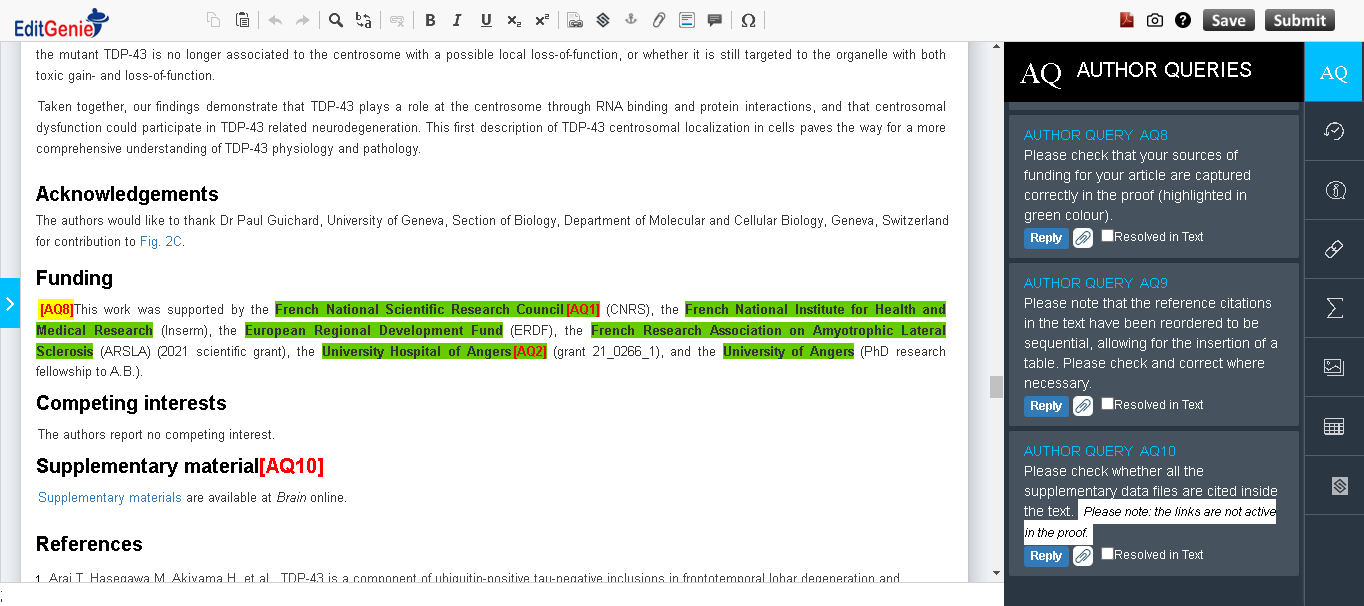 EditGenie
B I U X₂ X² Ω
Save Submit
the mutant TDP-43 is no longer associated to the centrosome with a possible local loss-of-function, or whether it is still targeted to the organelle with both
toxic gain- and loss-of-function.
Taken together, our findings demonstrate that TDP-43 plays a role at the centrosome through RNA binding and protein interactions, and that centrosomal
dysfunction could participate in TDP-43 related neurodegeneration. This first description of TDP-43 centrosomal localization in cells paves the way for a more
comprehensive understanding of TDP-43 physiology and pathology.
Acknowledgements
The authors would like to thank Dr Paul Guichard, University of Geneva, Section of Biology, Department of Molecular and Cellular Biology, Geneva, Switzerland
for contribution to Fig. 2C.
Funding
[AQ8]This work was supported by the French National Scientific Research Council[AQ1] (CNRS), the French National Institute for Health and
Medical Research (Inserm), the European Regional Development Fund (ERDF), the French Research Association on Amyotrophic Lateral
Sclerosis (ARSLA) (2021 scientific grant), the University Hospital of Angers[AQ2] (grant 21_0266_1), and the University of Angers (PhD research
fellowship to A.B.).
Competing interests
The authors report no competing interest.
Supplementary material[AQ10]
Supplementary materials are available at Brain online.
References
1. Arai T, Hasegawa M, Akiyama H, et al. TDP-43 is a component of ubiquitin-positive tau-negative inclusions in frontotemporal lobar degeneration and
;
AQ AUTHOR QUERIES
AQ
AUTHOR QUERY AQ8
Please check that your sources of
funding for your article are captured
correctly in the proof (highlighted in
green colour).
Reply Resolved in Text
AUTHOR QUERY AQ9
Please note that the reference citations
in the text have been reordered to be
sequential, allowing for the insertion of a
table. Please check and correct where
necessary.
Reply Resolved in Text
AUTHOR QUERY AQ10
Please check whether all the
supplementary data files are cited inside
the text. Please note: the links are not active
in the proof.
Reply Resolved in Text